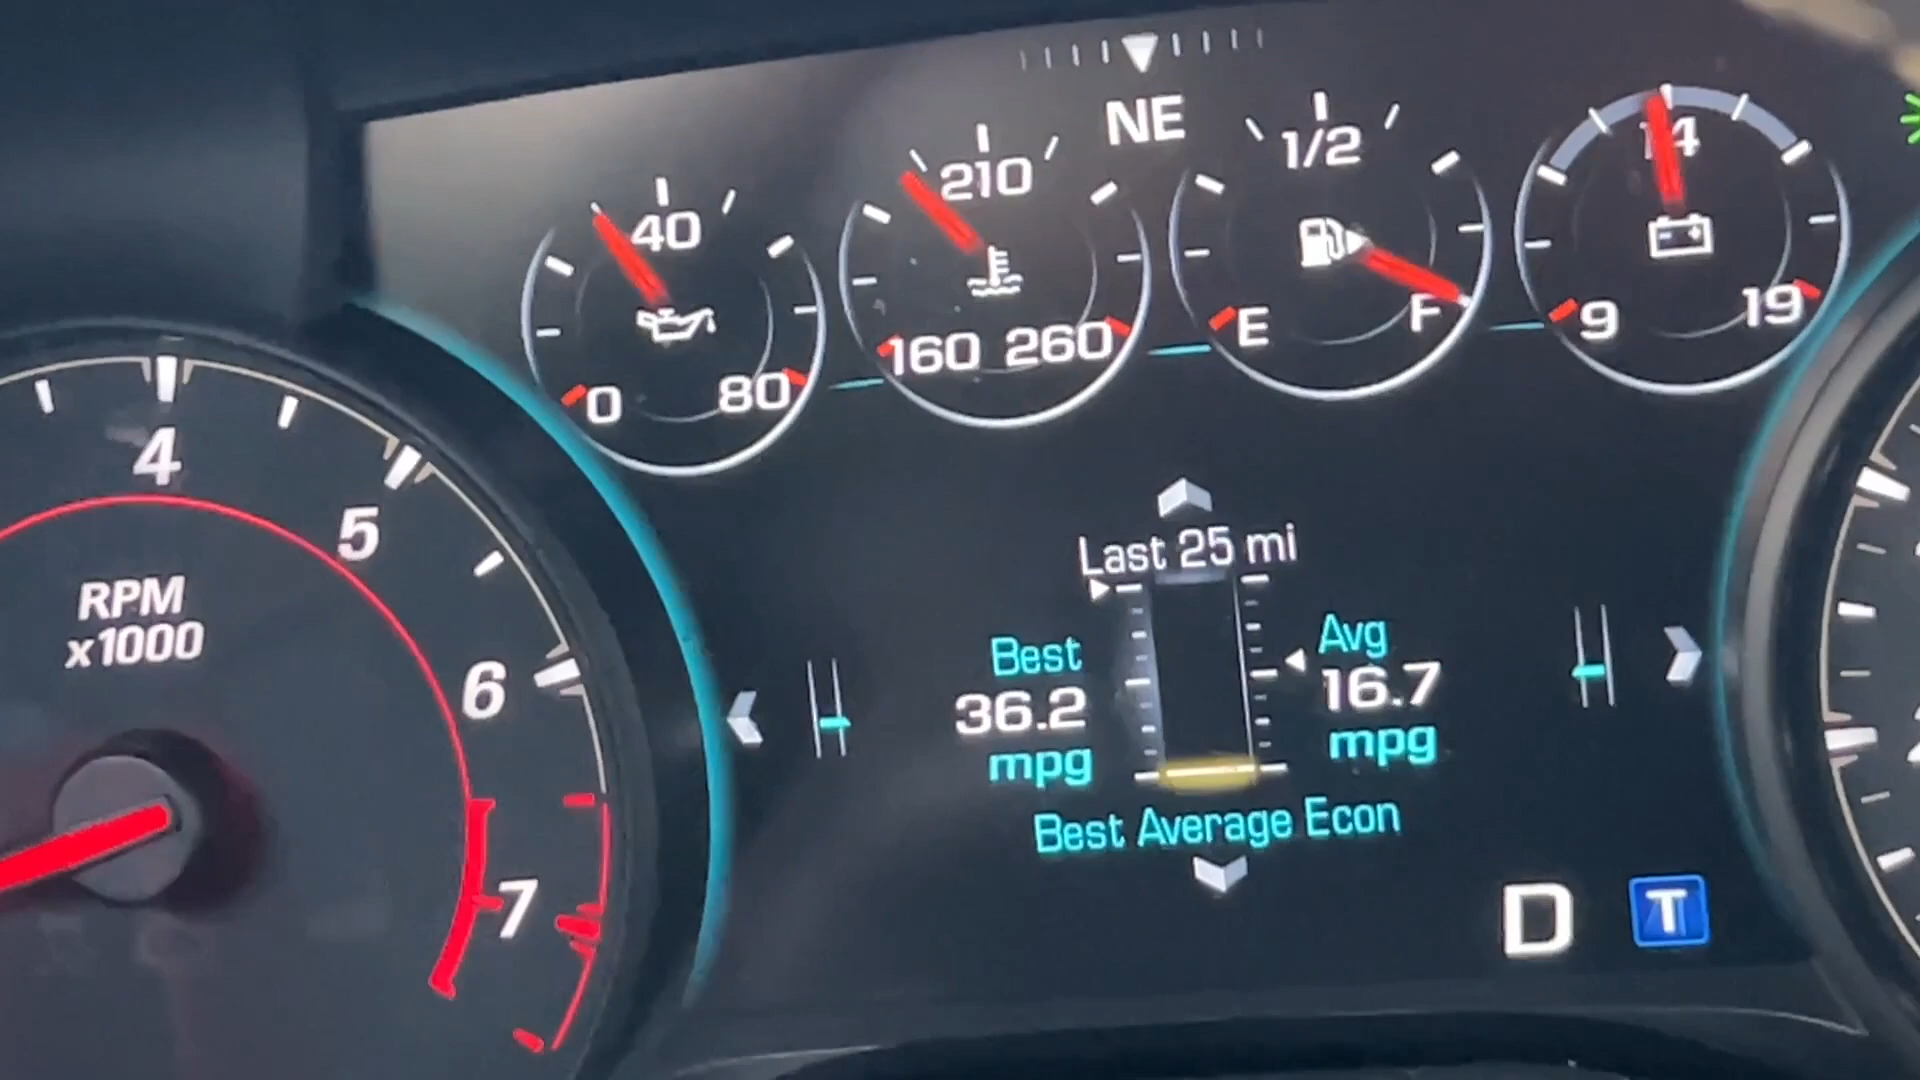 NE
40
0 80
210
160 260
1/2
E F
14
9 19
4
5
6
7
RPM
x1000
Last 25 mi
Best
36.2
mpg
Avg
16.7
mpg
Best Average Econ
D T